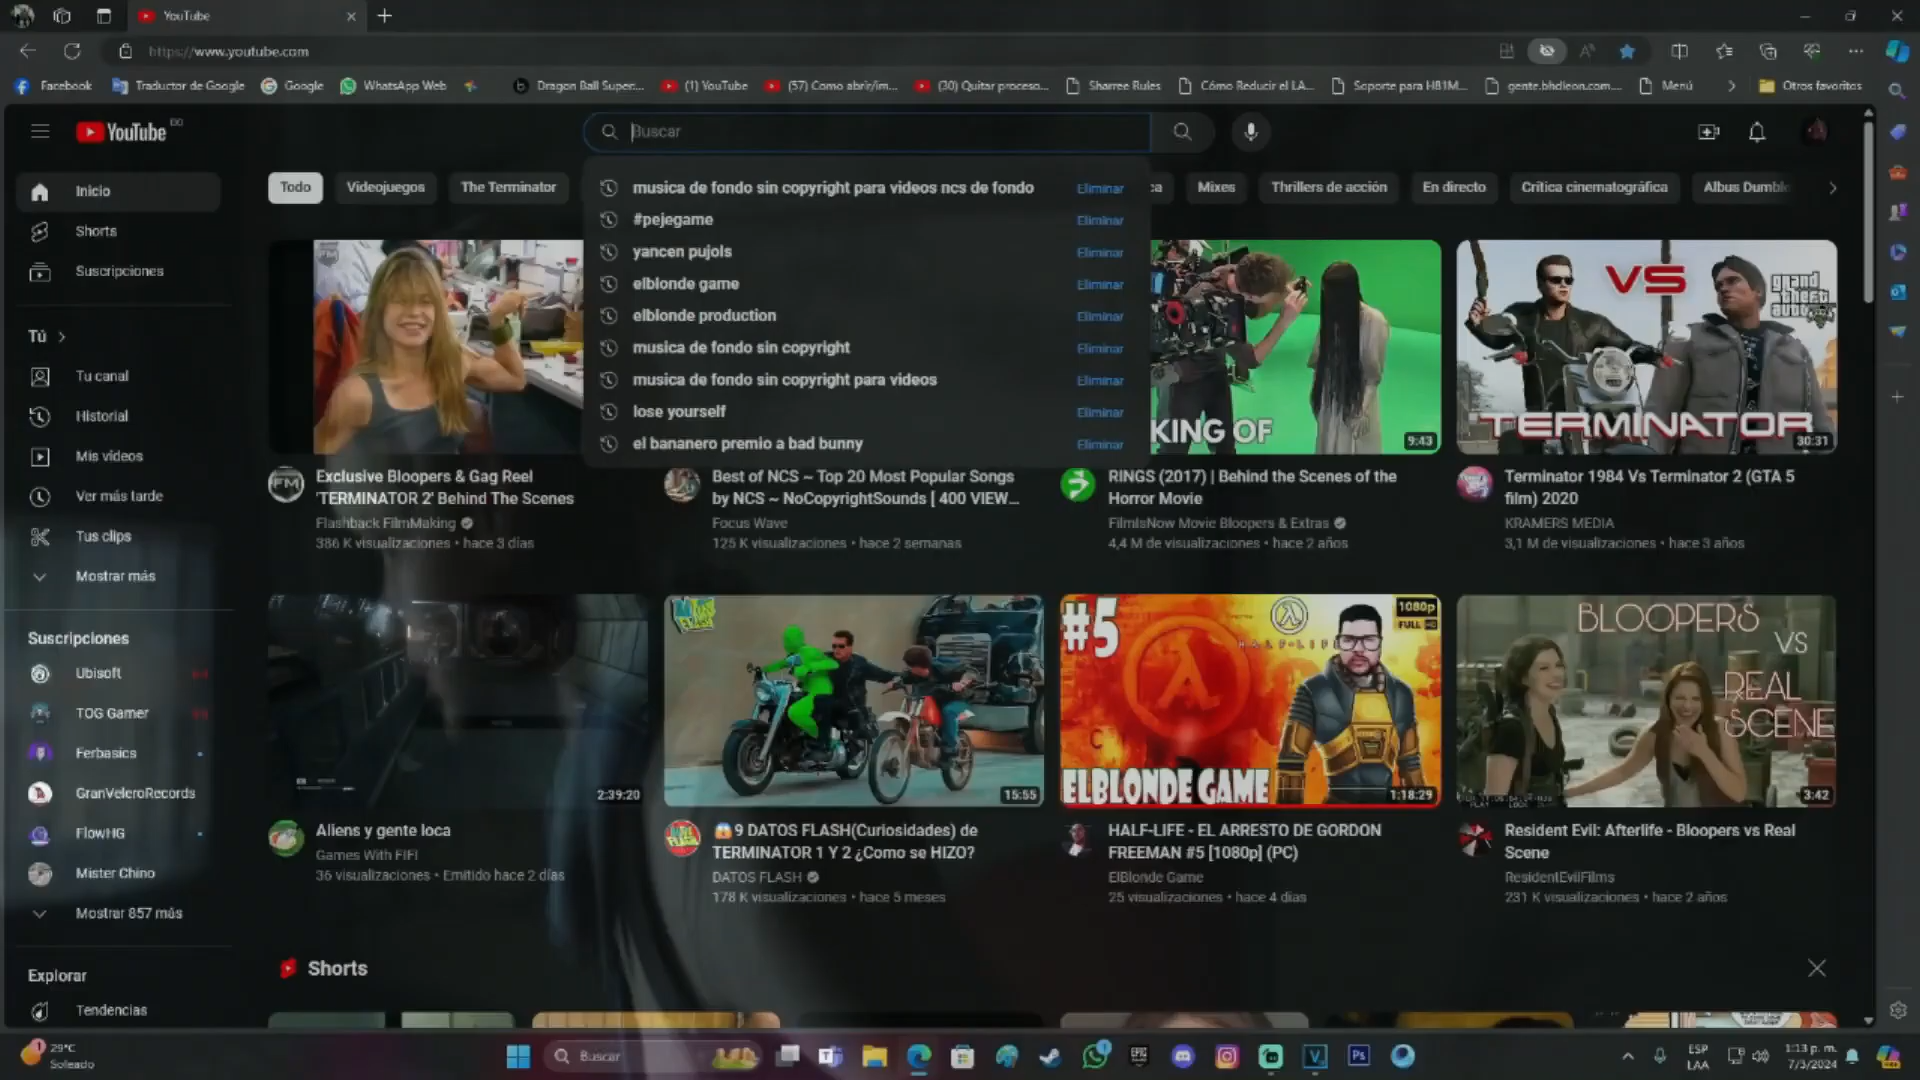 YouTube
https://www.youtube.com
Facebook
Traductor de Google
Google
WhatsApp Web
Dragon Ball Super:...
(1) YouTube
(57) Como abrir/im...
(30) Quitar proceso...
Sharree Rules
Cómo Reducir el LA...
Soporte para H81M...
gente.bhdleon.com....
Menú
Otros favoritos
YouTube DO
Buscar
Todo
Videojuegos
The Terminator
Mixes
Thrillers de acción
En directo
Crítica cinematográfica
Albus Dumbl
musica de fondo sin copyright para videos ncs de fondo Eliminar
#pejegame Eliminar
yancen pujols Eliminar
elblonde game Eliminar
elblonde production Eliminar
musica de fondo sin copyright Eliminar
musica de fondo sin copyright para videos Eliminar
lose yourself Eliminar
el bananero premio a bad bunny Eliminar
Inicio
Shorts
Suscripciones
Tú
Tu canal
Historial
Mis vídeos
Ver más tarde
Tus clips
Mostrar más
Suscripciones
Ubisoft
TOG Gamer
Ferbasics
GranVeleroRecords
FlowHG
Mister Chino
Mostrar 857 más
Explorar
Tendencias
FM
KING OF
9:43
VS
grand
theft
auto
TERMINATOR
30:31
FM
Exclusive Bloopers & Gag Reel
'TERMINATOR 2' Behind The Scenes
Flashback FilmMaking
386 K visualizaciones • hace 3 días
Best of NCS ~ Top 20 Most Popular Songs
by NCS ~ NoCopyrightSounds [ 400 VIEW...
Focus Wave
125 K visualizaciones • hace 2 semanas
RINGS (2017) | Behind the Scenes of the
Horror Movie
FilmIsNow Movie Bloopers & Extras
4,4 M de visualizaciones • hace 2 años
Terminator 1984 Vs Terminator 2 (GTA 5
film) 2020
KRAMERS MEDIA
3,1 M de visualizaciones • hace 3 años
2:39:20
15:55
#5
HALF-LIFE
1080p
FULL HD
ELBLONDE GAME
1:18:29
BLOOPERS
VS
REAL
SCENE
3:42
Aliens y gente loca
Games With FIFI
36 visualizaciones • Emitido hace 2 días
😱9 DATOS FLASH(Curiosidades) de
TERMINATOR 1 Y 2 ¿Como se HIZO?
DATOS FLASH
178 K visualizaciones • hace 5 meses
HALF-LIFE - EL ARRESTO DE GORDON
FREEMAN #5 [1080p] (PC)
ElBlonde Game
25 visualizaciones • hace 4 días
Resident Evil: Afterlife - Bloopers vs Real
Scene
ResidentEvilFilms
231 K visualizaciones • hace 2 años
Shorts
29°C
Soleado
Buscar
EPIC
Ps
ESP
LAA
1:13 p. m.
7/3/2024